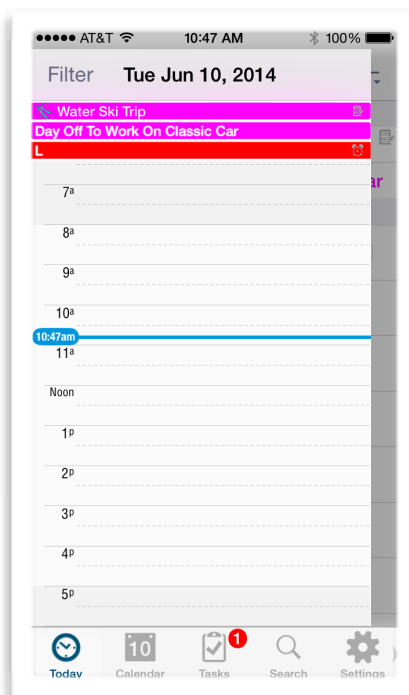 AT&T 10:47 AM 100%
Filter Tue Jun 10, 2014
Water Ski Trip
Day Off To Work On Classic Car
ar
L
7a
8a
9a
10a
10:47am
11a
Noon
1p
2p
3p
4p
5p
10 1
Today Calendar Tasks Search Settings